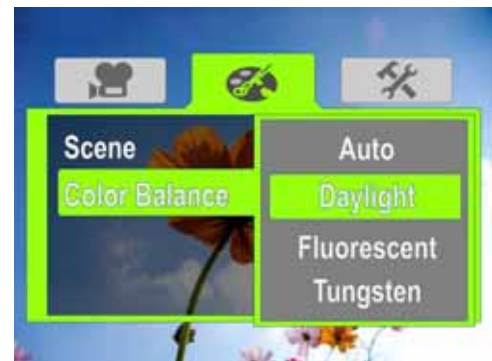 Scene
Color Balance
Auto
Daylight
Fluorescent
Tungsten